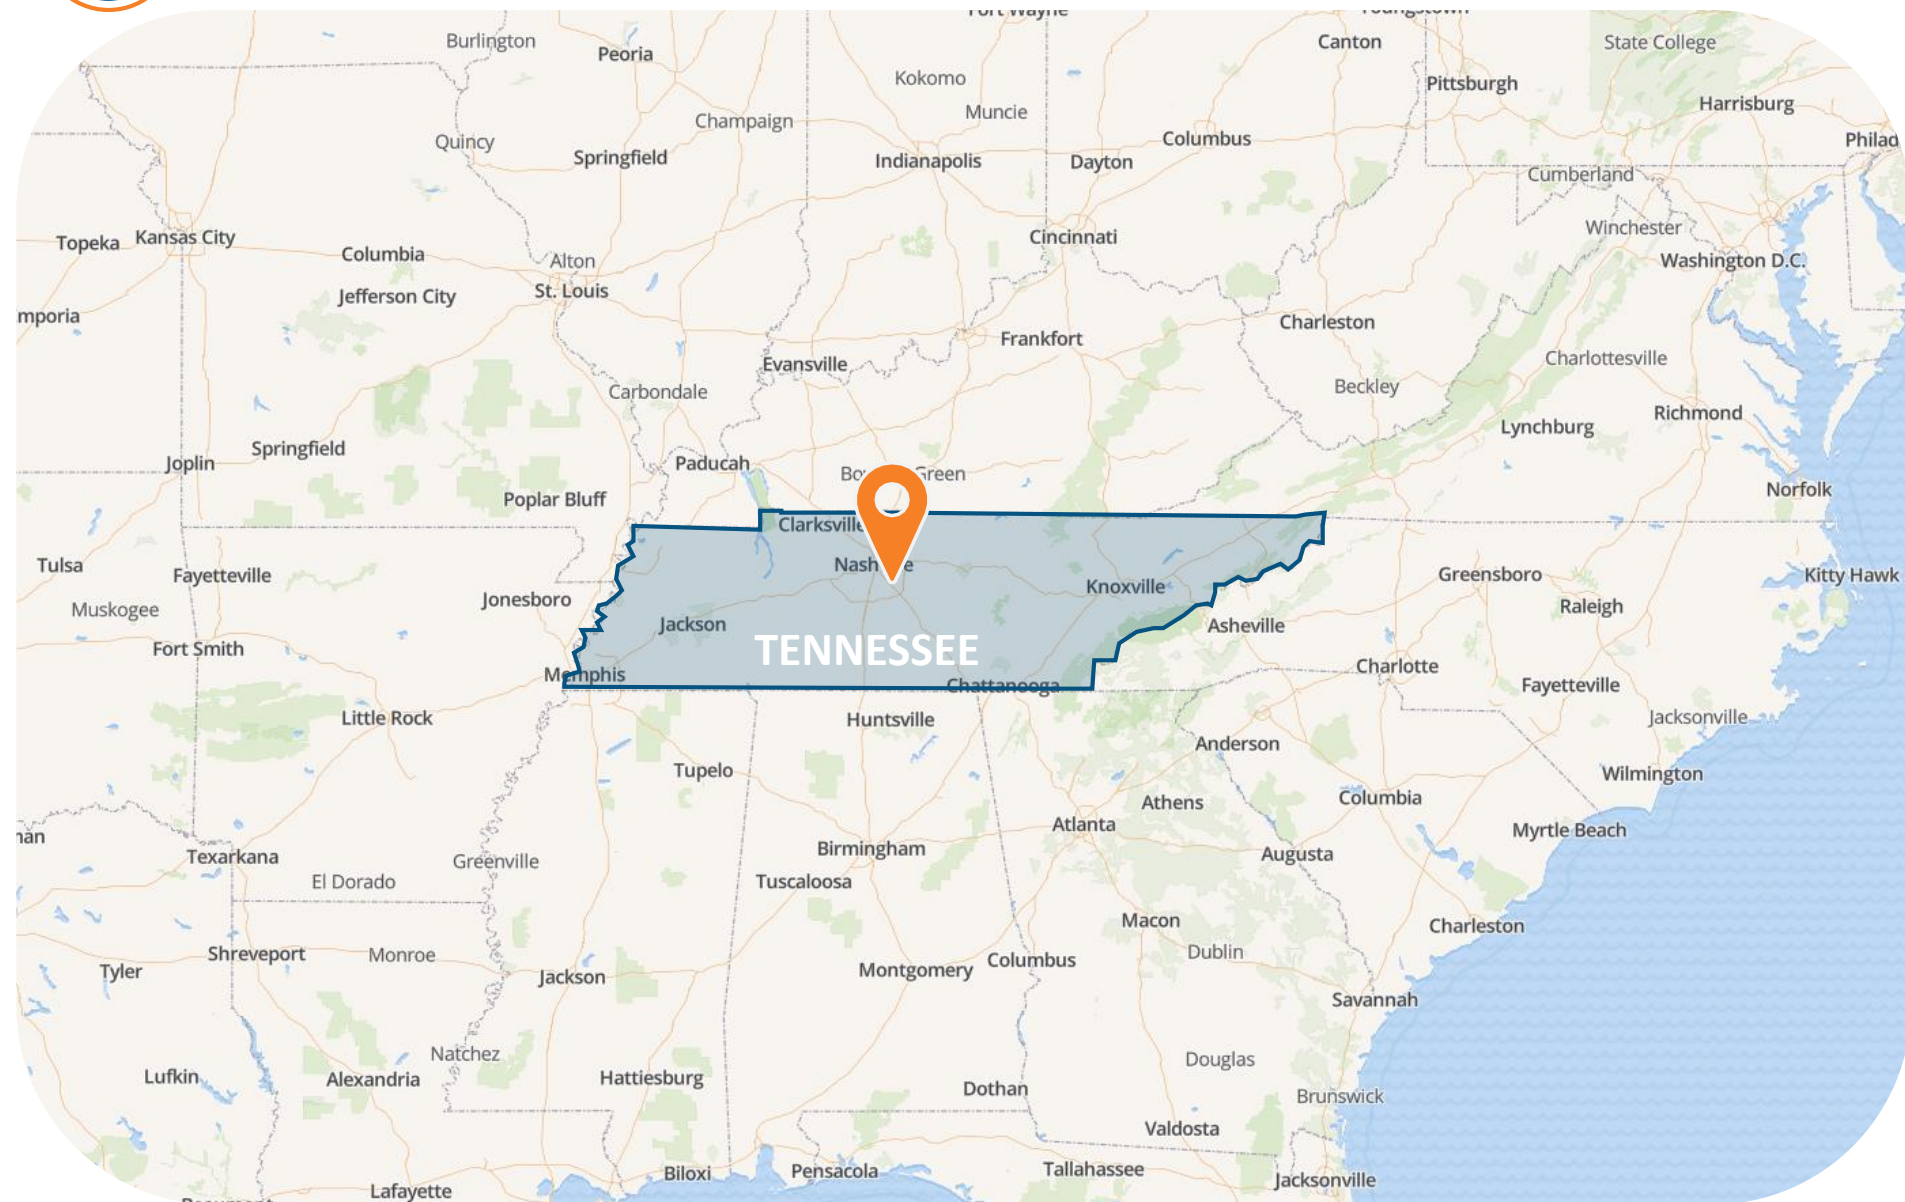 Fort Wayne
Youngstown
Burlington
Peoria
Canton
State College
Kokomo
Pittsburgh
Harrisburg
Muncie
Champaign
Columbus
Philad
Quincy
Springfield
Indianapolis
Dayton
Cumberland
Winchester
Topeka
Kansas City
Cincinnati
Columbia
Alton
Washington D.C.
Jefferson City
St. Louis
mporia
Charleston
Frankfort
Evansville
Charlottesville
Carbondale
Beckley
Richmond
Lynchburg
Springfield
Joplin
Paducah
Green
Poplar Bluff
Norfolk
Clarksville
Tulsa
Fayetteville
Knoxville
Greensboro
Kitty Hawk
Muskogee
Jonesboro
Raleigh
Jackson
Asheville
Fort Smith
TENNESSEE
Charlotte
Memphis
Chattanooga
Fayetteville
Little Rock
Huntsville
Jacksonville
Anderson
Tupelo
Wilmington
Columbia
Athens
Atlanta
Myrtle Beach
Texarkana
Greenville
Birmingham
Augusta
El Dorado
Tuscaloosa
Macon
Charleston
Shreveport
Monroe
Dublin
Tyler
Jackson
Montgomery
Columbus
Savannah
Natchez
Douglas
Lufkin
Alexandria
Hattiesburg
Dothan
Brunswick
Valdosta
Biloxi
Pensacola
Tallahassee
Jacksonville
Lafayette